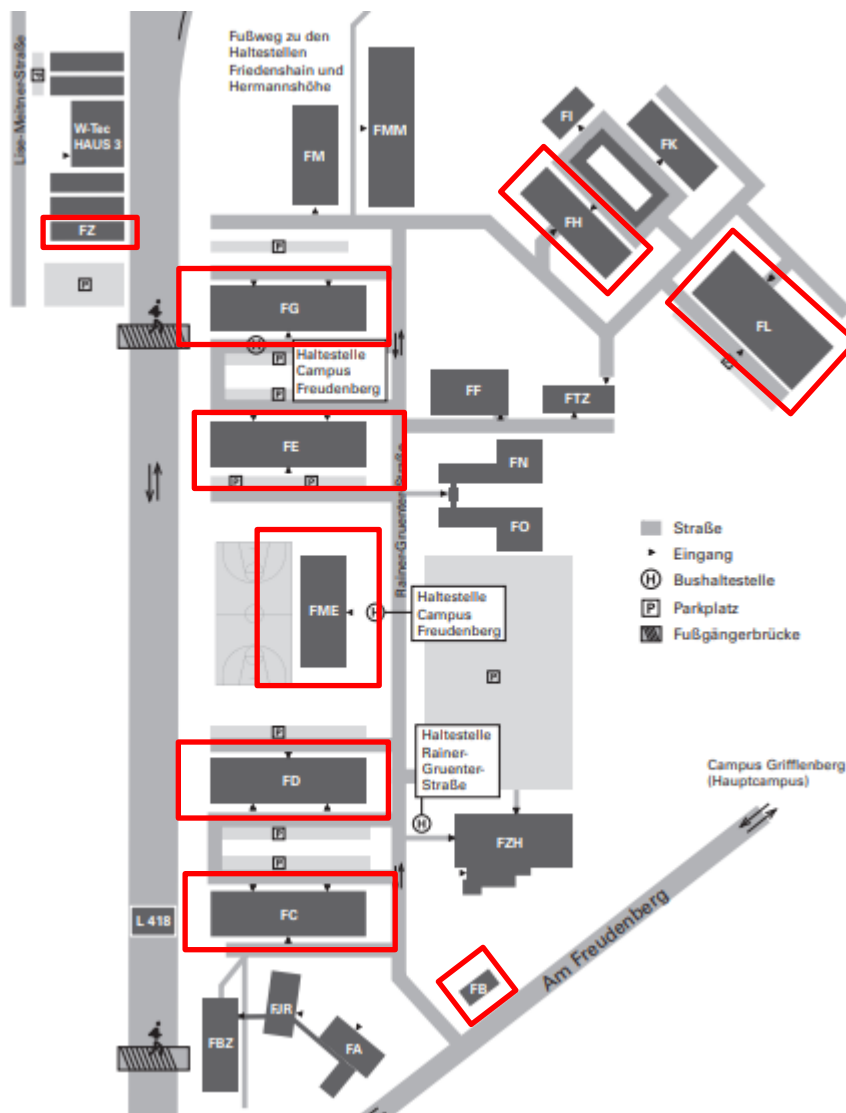 Fußweg zu den
Haltestellen
Friedenshain und
Hermannshöhe
Lise-Meitner-Straße
P
W-Tec
HAUS 3
FZ
P
FM
FMM
FI
FK
FH
FL
P
P
FG
H
P
P
Haltestelle
Campus
Freudenberg
FF
FTZ
FE
P
P
Rainer-Gruenter-Straße
FN
FO
Straße
Eingang
H
Bushaltestelle
P
Parkplatz
Fußgängerbrücke
FME
H
Haltestelle
Campus
Freudenberg
P
P
Haltestelle
Rainer-
Gruenter-
Straße
H
FD
P
P
FZH
Campus Grifflenberg
(Hauptcampus)
L 418
FC
Am Freudenberg
FB
FJR
FBZ
FA